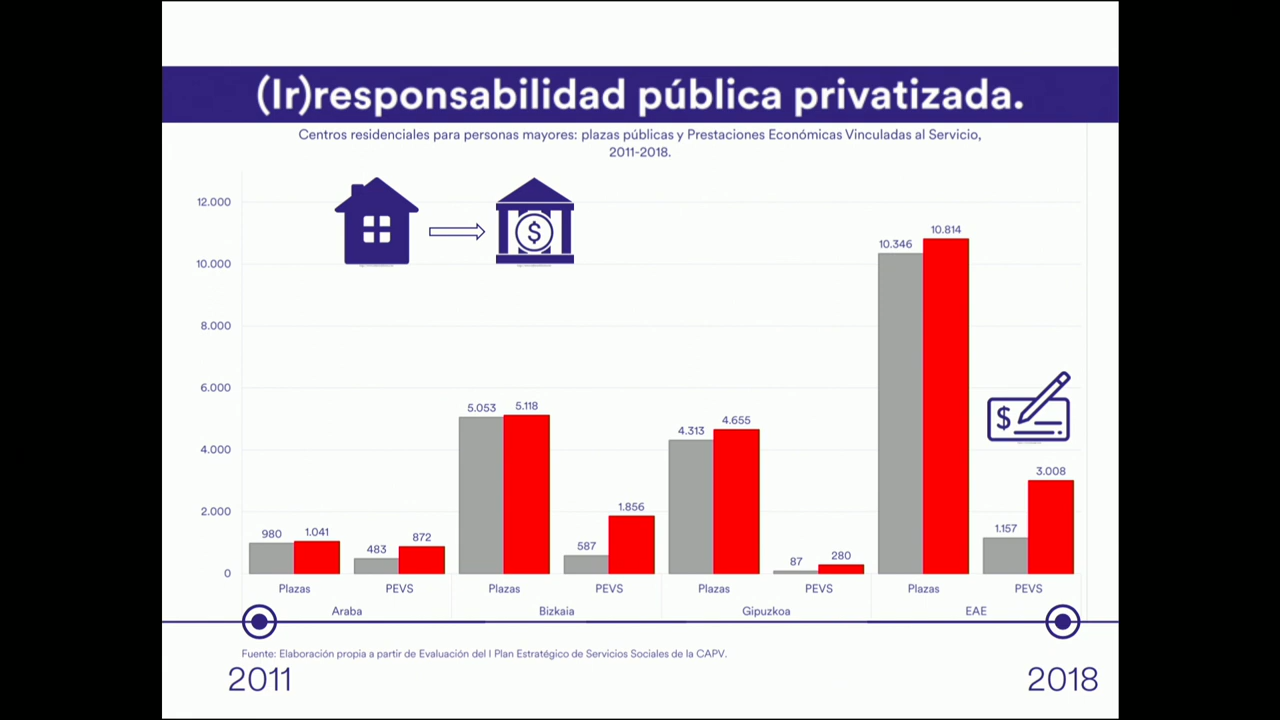 (Ir)responsabilidad pública privatizada.
Centros residenciales para personas mayores: plazas públicas y Prestaciones Económicas Vinculadas al Servicio,
2011-2018.
12.000
10.000
8.000
6.000
4.000
2.000
0
$
$
980
1.041
483
872
5.053
5.118
587
1.856
4.313
4.655
87
280
10.346
10.814
1.157
3.008
Plazas
PEVS
Plazas
PEVS
Plazas
PEVS
Plazas
PEVS
Araba
Bizkaia
Gipuzkoa
EAE
Fuente: Elaboración propia a partir de Evaluación del I Plan Estratégico de Servicios Sociales de la CAPV.
2011
2018